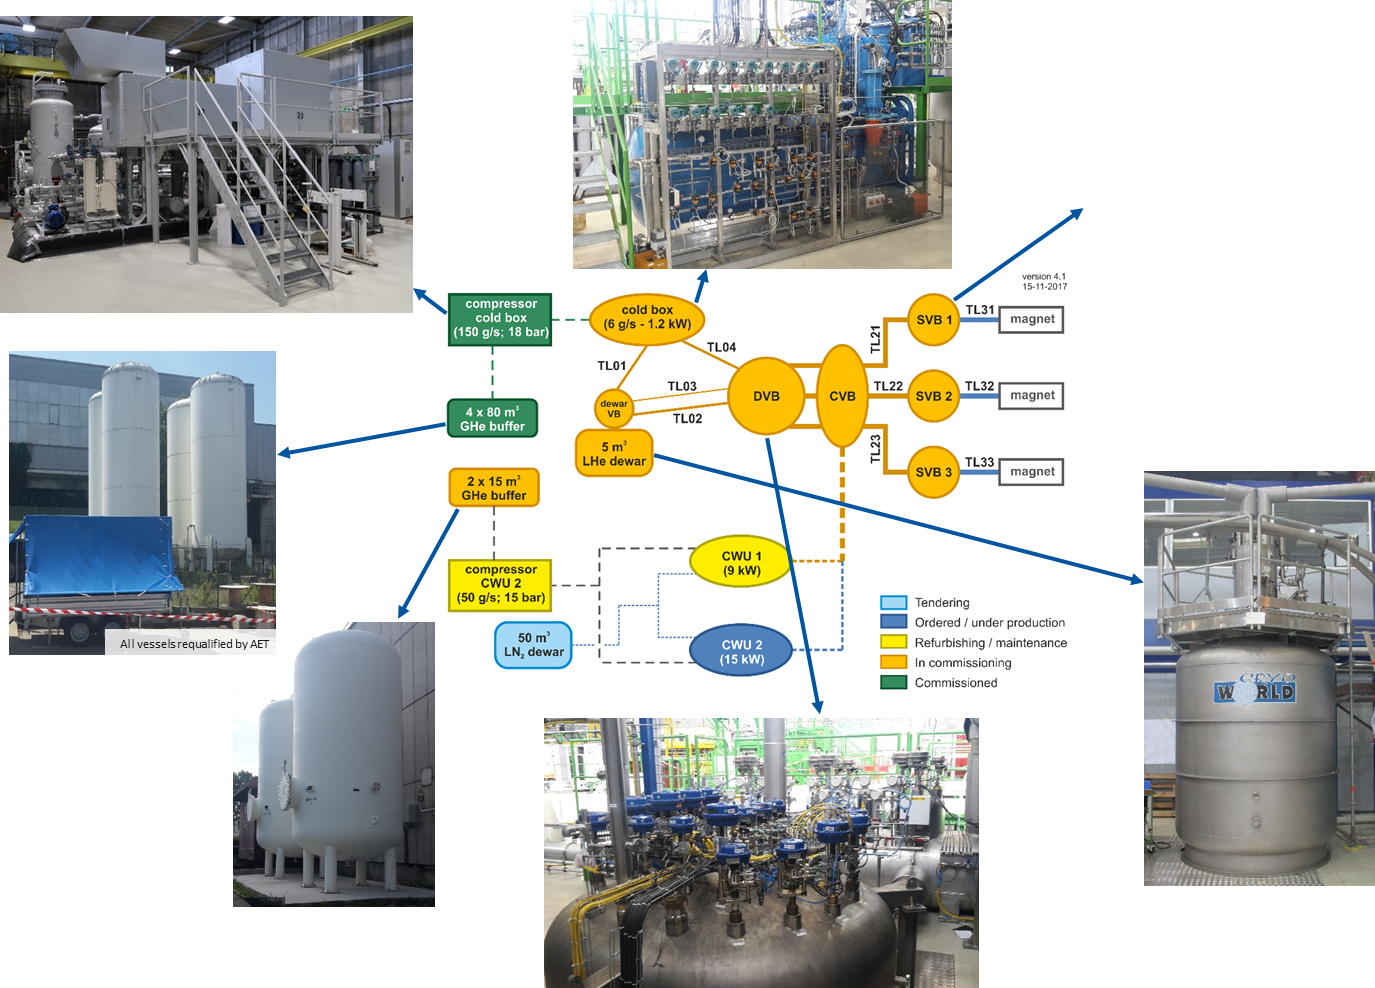 version 4.1
15-11-2017
compressor
cold box
(150 g/s; 18 bar)
cold box
(6 g/s - 1.2 kW)
SVB 1
TL31
magnet
TL21
TL04
TL01
TL03
TL02
dewar
VB
DVB
CVB
TL22
SVB 2
TL32
magnet
4 x 80 m³
GHe buffer
5 m³
LHe dewar
TL23
SVB 3
TL33
magnet
2 x 15 m³
GHe buffer
compressor
CWU 2
(50 g/s; 15 bar)
CWU 1
(9 kW)
50 m³
LN₂ dewar
CWU 2
(15 kW)
Tendering
Ordered / under production
Refurbishing / maintenance
In commissioning
Commissioned
All vessels requalified by AET
CRYO
WORLD